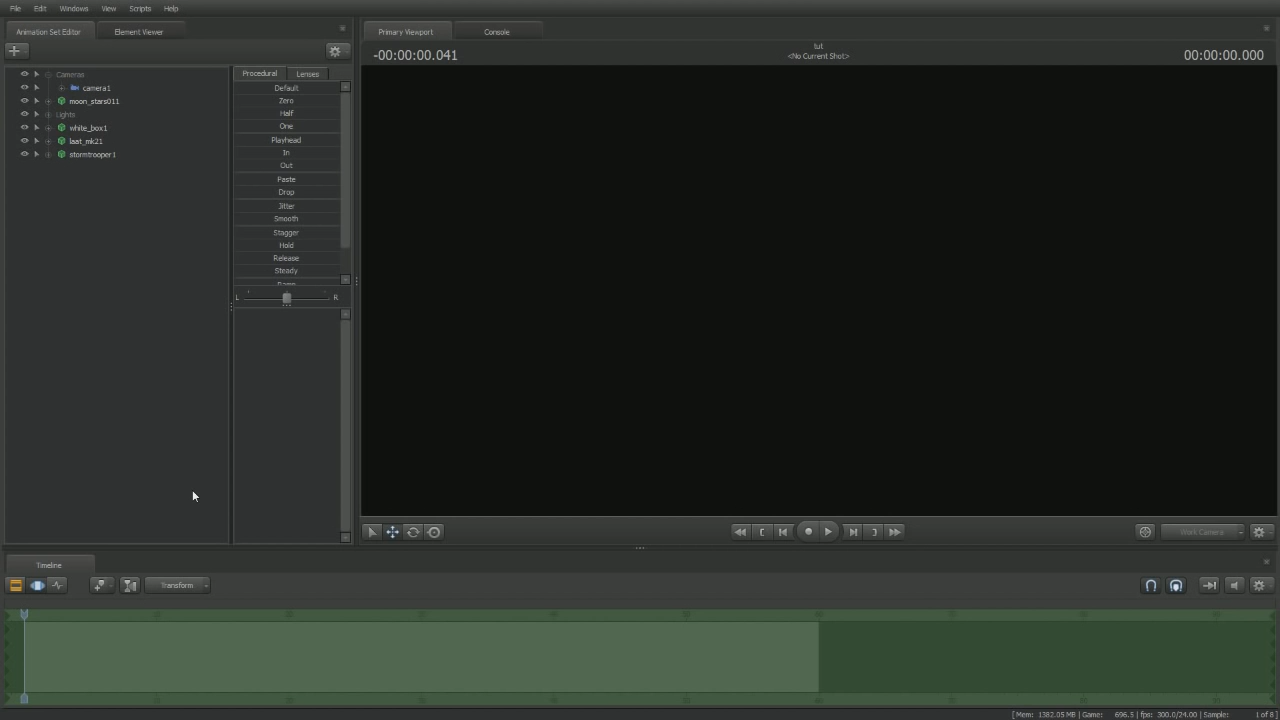 File Edit Windows View Scripts Help
Animation Set Editor Element Viewer
Primary Viewport Console
tut
-00:00:00.041 <No Current Shot> 00:00:00.000
Cameras
camera1
moon_stars011
Lights
white_box1
laat_mk21
stormtrooper1
Procedural Lenses
Default
Zero
Half
One
Playhead
In
Out
Paste
Drop
Jitter
Smooth
Stagger
Hold
Release
Steady
Ramp
L R
Work Camera
Timeline
Transform
[Mem: 1382.05 MB | Game: 696.5 | fps: 300.0/24.00 | Sample: 1 of 8]